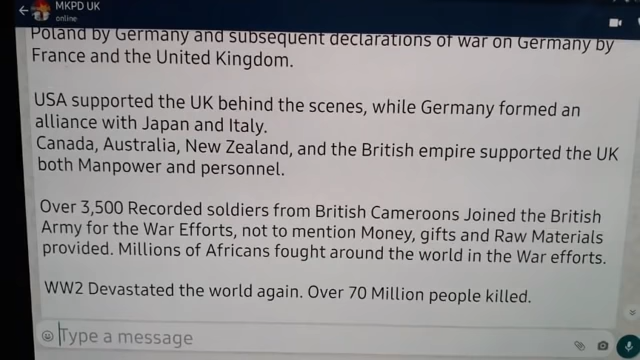 MKPD UK
online
Poland by Germany and subsequent declarations of war on Germany by
France and the United Kingdom.
USA supported the UK behind the scenes, while Germany formed an
alliance with Japan and Italy.
Canada, Australia, New Zealand, and the British empire supported the UK
both Manpower and personnel.
Over 3,500 Recorded soldiers from British Cameroons Joined the British
Army for the War Efforts, not to mention Money, gifts and Raw Materials
provided. Millions of Africans fought around the world in the War efforts.
WW2 Devastated the world again. Over 70 Million people killed.
Type a message